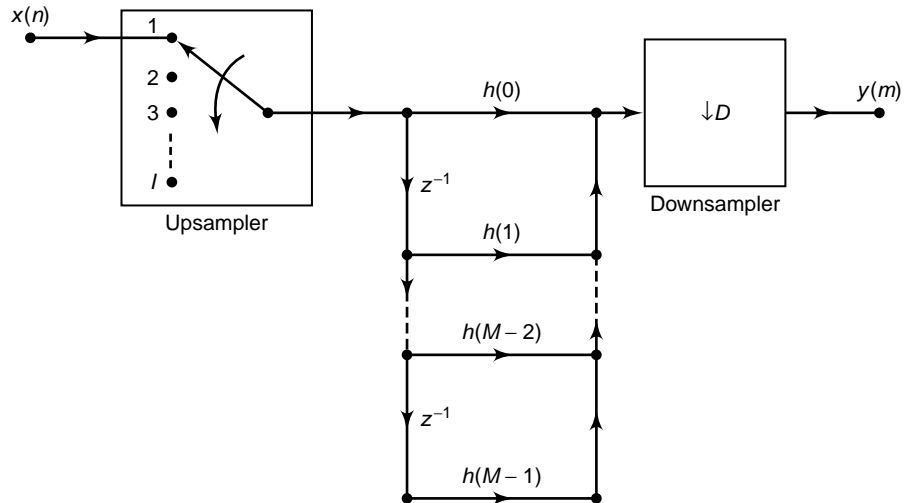 x(n)
1
2
3
I
Upsampler
h(0)
z⁻¹
h(1)
h(M – 2)
z⁻¹
h(M – 1)
↓D
Downsampler
y(m)